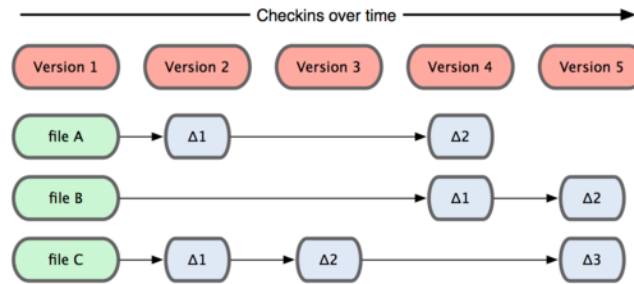 Checkins over time
Version 1 Version 2 Version 3 Version 4 Version 5
file A Δ1 Δ2
file B Δ1 Δ2
file C Δ1 Δ2 Δ3